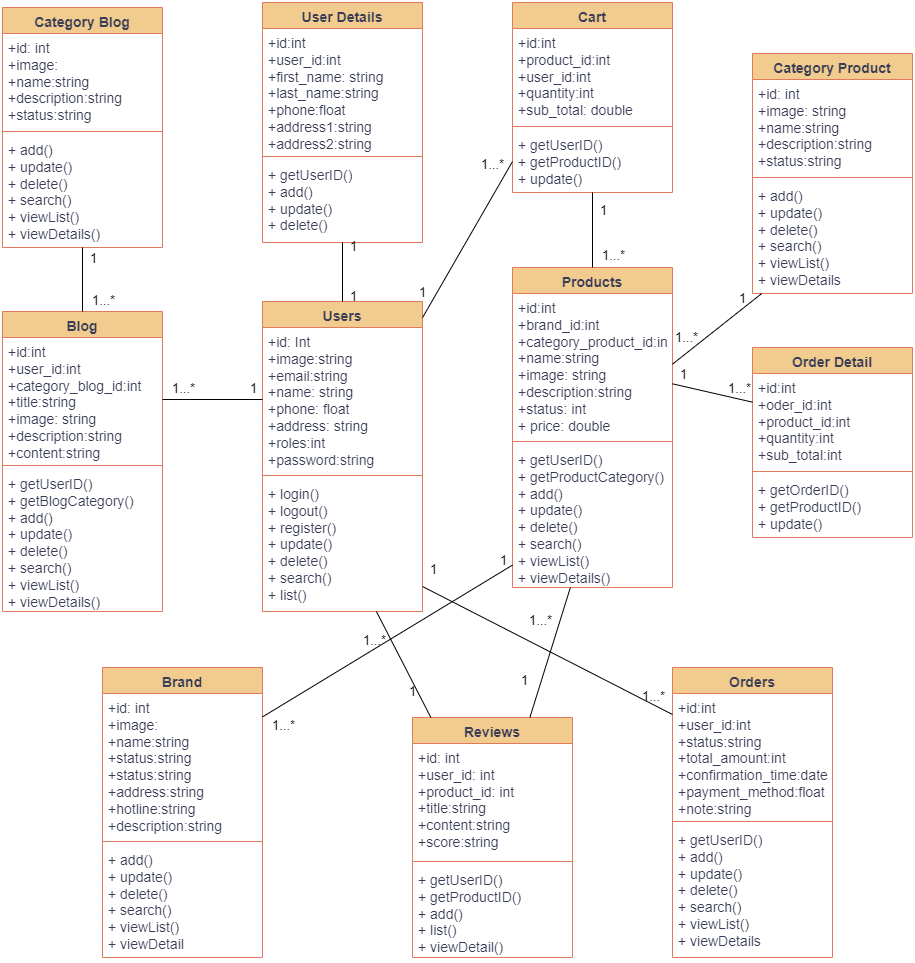 Category Blog
+id: int
+image:
+name:string
+description:string
+status:string
+ add()
+ update()
+ delete()
+ search()
+ viewList()
+ viewDetails()
User Details
+id:int
+user_id:int
+first_name: string
+last_name:string
+phone:float
+address1:string
+address2:string
+ getUserID()
+ add()
+ update()
+ delete()
Cart
+id:int
+product_id:int
+user_id:int
+quantity:int
+sub_total: double
+ getUserID()
+ getProductID()
+ update()
Category Product
+id: int
+image: string
+name:string
+description:string
+status:string
+ add()
+ update()
+ delete()
+ search()
+ viewList()
+ viewDetails
1
1...*
1
1
1...*
1
1
1...*
1
1...*
Blog
+id:int
+user_id:int
+category_blog_id:int
+title:string
+image: string
+description:string
+content:string
+ getUserID()
+ getBlogCategory()
+ add()
+ update()
+ delete()
+ search()
+ viewList()
+ viewDetails()
1...*
1
Users
+id: Int
+image:string
+email:string
+name: string
+phone: float
+address: string
+roles:int
+password:string
+ login()
+ logout()
+ register()
+ update()
+ delete()
+ search()
+ list()
Products
+id:int
+brand_id:int
+category_product_id:in
+name:string
+image: string
+description:string
+status: int
+ price: double
+ getUserID()
+ getProductCategory()
+ add()
+ update()
+ delete()
+ search()
+ viewList()
+ viewDetails()
1
1...*
Order Detail
+id:int
+oder_id:int
+product_id:int
+quantity:int
+sub_total:int
+ getOrderID()
+ getProductID()
+ update()
1
1
1...*
1...*
1
1
1...*
1...*
Brand
+id: int
+image:
+name:string
+status:string
+status:string
+address:string
+hotline:string
+description:string
+ add()
+ update()
+ delete()
+ search()
+ viewList()
+ viewDetail
Reviews
+id: int
+user_id: int
+product_id: int
+title:string
+content:string
+score:string
+ getUserID()
+ getProductID()
+ add()
+ list()
+ viewDetail()
Orders
+id:int
+user_id:int
+status:string
+total_amount:int
+confirmation_time:date
+payment_method:float
+note:string
+ getUserID()
+ add()
+ update()
+ delete()
+ search()
+ viewList()
+ viewDetails